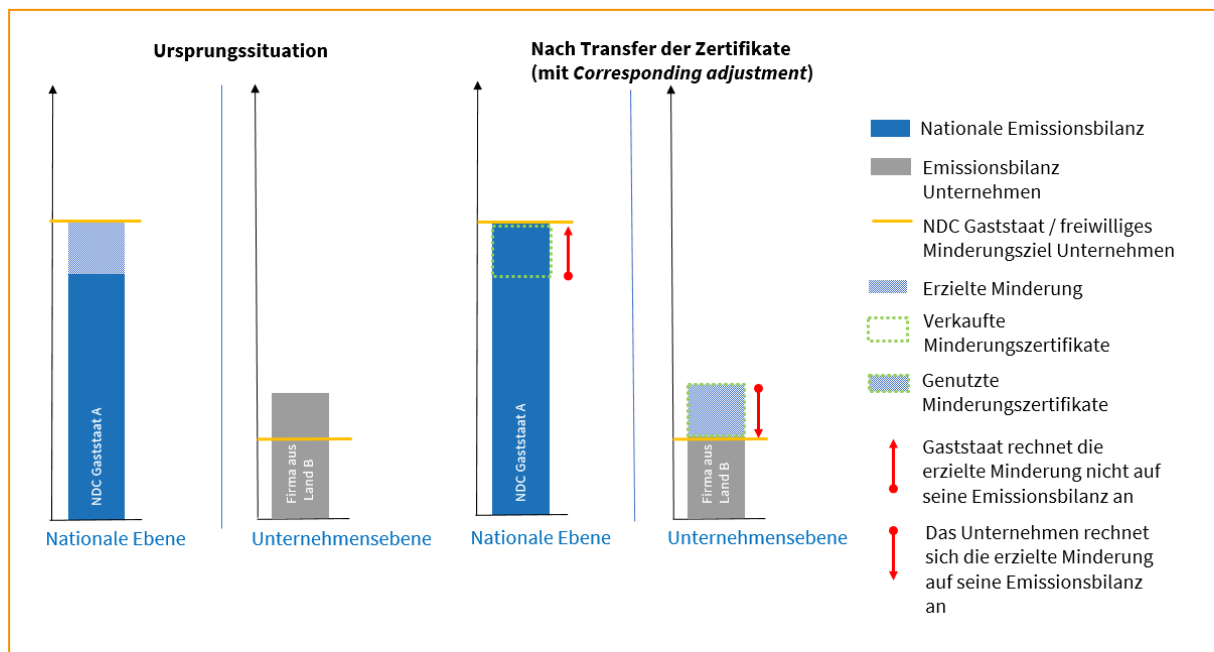 Ursprungssituation
Nach Transfer der Zertifikate
(mit Corresponding adjustment)
NDC Gaststaat A
Firma aus
Land B
NDC Gaststaat A
Firma aus
Land B
Nationale Ebene
Unternehmensebene
Nationale Ebene
Unternehmensebene
Nationale Emissionsbilanz
Emissionsbilanz
Unternehmen
NDC Gaststaat / freiwilliges
Minderungsziel Unternehmen
Erzielte Minderung
Verkaufte
Minderungszertifikate
Genutzte
Minderungszertifikate
Gaststaat rechnet die
erzielte Minderung nicht auf
seine Emissionsbilanz an
Das Unternehmen rechnet
sich die erzielte Minderung
auf seine Emissionsbilanz
an